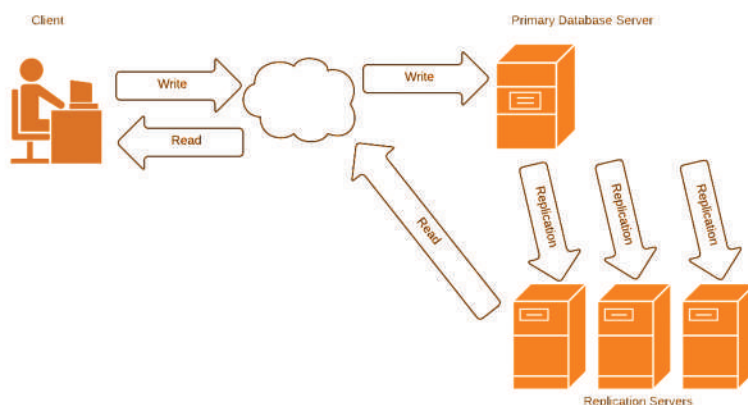 Client
Primary Database Server
Write
Write
Read
Read
Replication
Replication
Replication
Replication Servers